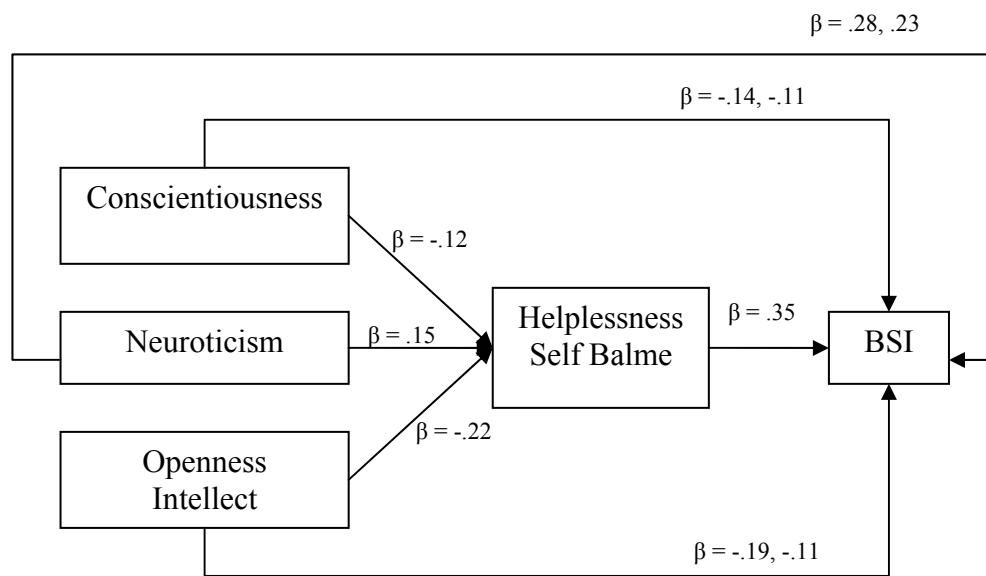 β = .28, .23
β = -.14, -.11
Conscientiousness
β = -.12
Neuroticism
β = .15
Helplessness
Self Balme
β = .35
BSI
β = -.22
Openness
Intellect
β = -.19, -.11